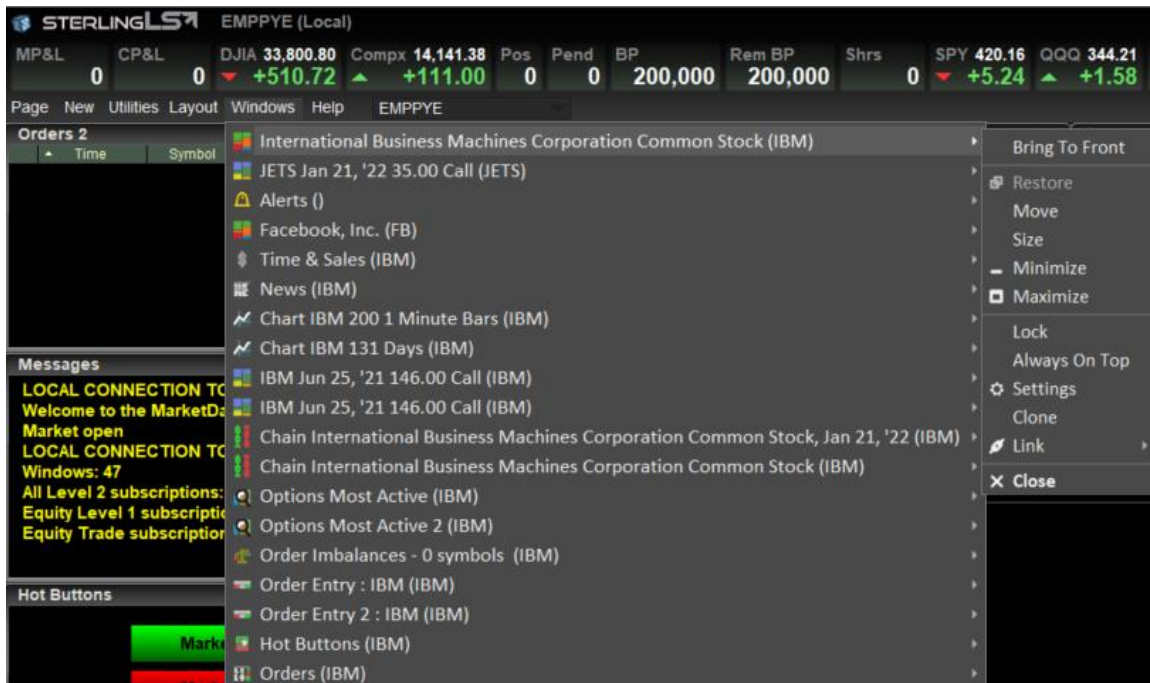 STERLINGLS EMPPYE (Local)
MP&L CP&L DJIA 33,800.80 Compx 14,141.38 Pos Pend BP Rem BP Shrs SPY 420.16 QQQ 344.21
0 0 +510.72 +111.00 0 0 200,000 200,000 0 +5.24 +1.58
Page New Utilities Layout Windows Help EMPPYE
Orders 2
Time Symbol
International Business Machines Corporation Common Stock (IBM)
JETS Jan 21, '22 35.00 Call (JETS)
Alerts ()
Facebook, Inc. (FB)
Time & Sales (IBM)
News (IBM)
Chart IBM 200 1 Minute Bars (IBM)
Chart IBM 131 Days (IBM)
IBM Jun 25, '21 146.00 Call (IBM)
IBM Jun 25, '21 146.00 Call (IBM)
Chain International Business Machines Corporation Common Stock, Jan 21, '22 (IBM)
Chain International Business Machines Corporation Common Stock (IBM)
Options Most Active (IBM)
Options Most Active 2 (IBM)
Order Imbalances - 0 symbols (IBM)
Order Entry : IBM (IBM)
Order Entry 2 : IBM (IBM)
Hot Buttons (IBM)
Orders (IBM)
Bring To Front
Restore
Move
Size
Minimize
Maximize
Lock
Always On Top
Settings
Clone
Link
Close
Messages
LOCAL CONNECTION TO
Welcome to the MarketDa
Market open
LOCAL CONNECTION TO
Windows: 47
All Level 2 subscriptions:
Equity Level 1 subscriptio
Equity Trade subscription
Hot Buttons
Marke